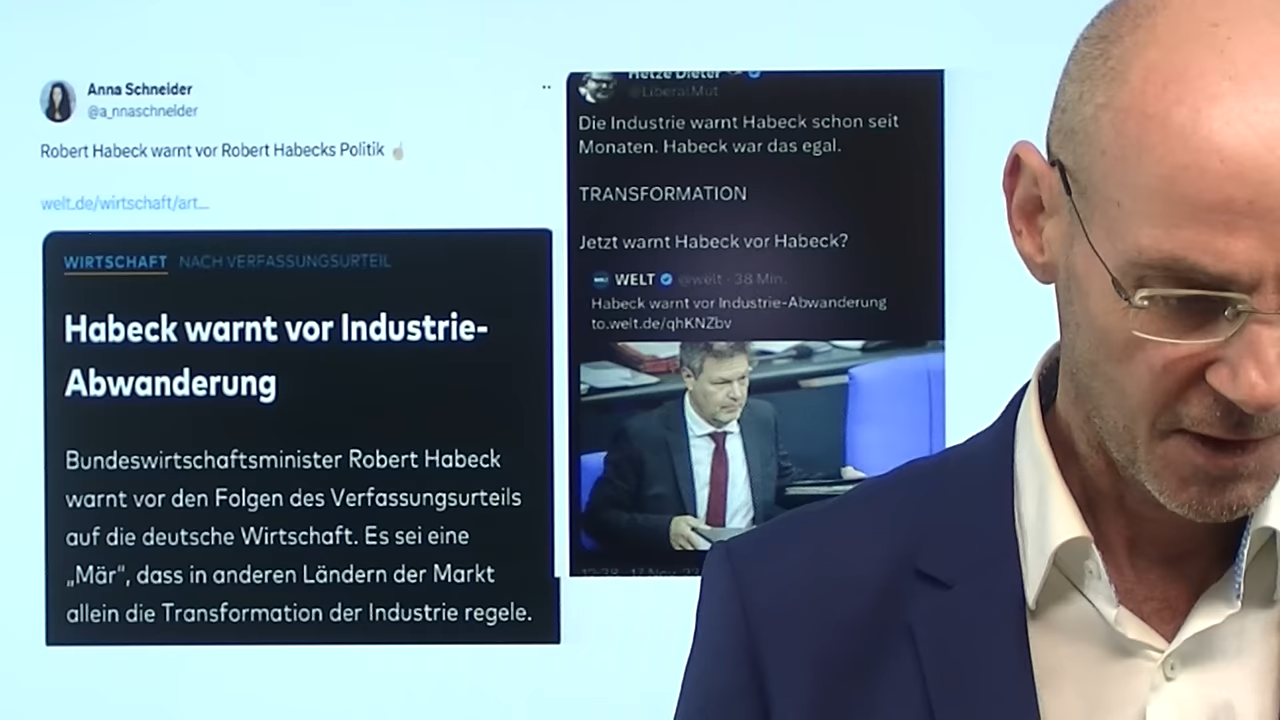 Anna Schneider
@a_nnaschneider
Robert Habeck warnt vor Robert Habecks Politik ☝
welt.de/wirtschaft/art...
WIRTSCHAFT NACH VERFASSUNGSURTEIL
Habeck warnt vor Industrie-
Abwanderung
Bundeswirtschaftsminister Robert Habeck
warnt vor den Folgen des Verfassungsurteils
auf die deutsche Wirtschaft. Es sei eine
„Mär“, dass in anderen Ländern der Markt
allein die Transformation der Industrie regele.
Hetze Dieter
@LiberalMut
Die Industrie warnt Habeck schon seit
Monaten. Habeck war das egal.
TRANSFORMATION
Jetzt warnt Habeck vor Habeck?
WELT @welt · 38 Min.
Habeck warnt vor Industrie-Abwanderung
to.welt.de/qhKNZbv